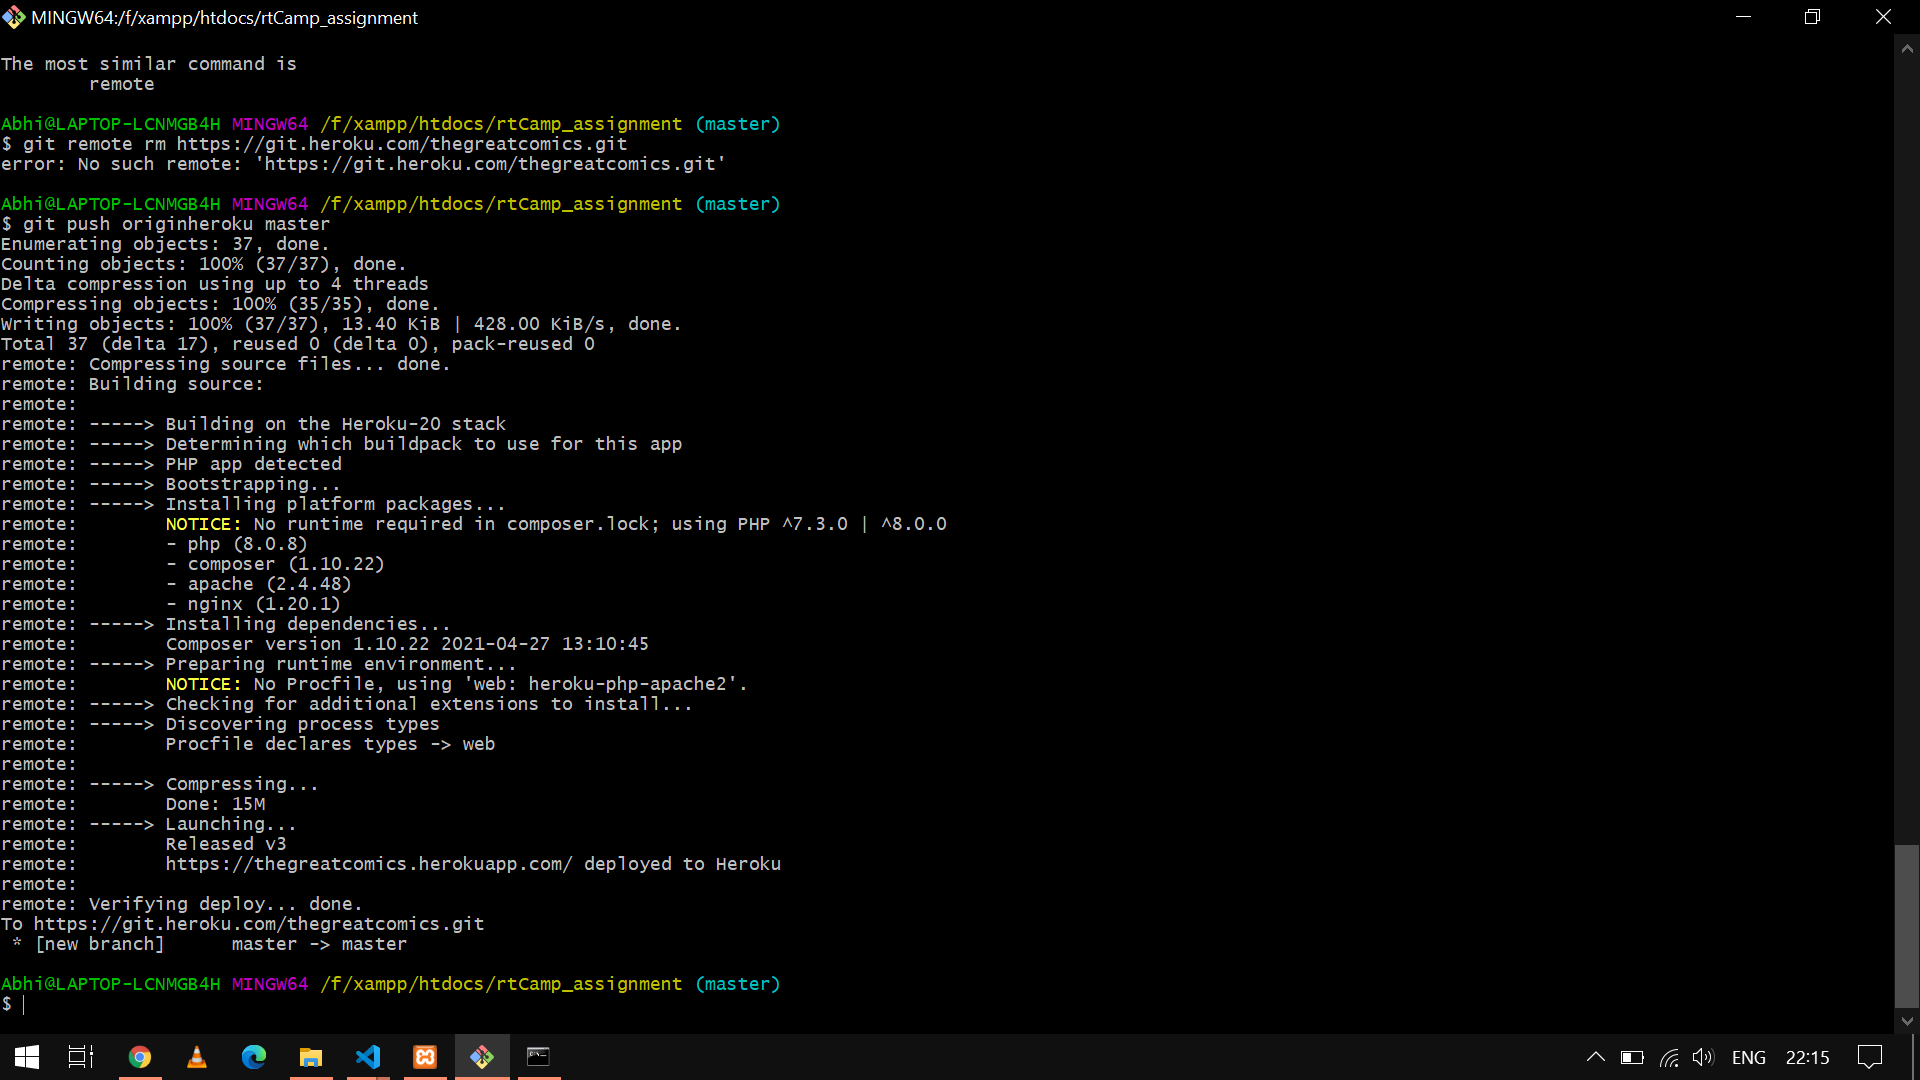 MINGW64:/f/xampp/htdocs/rtCamp_assignment
The most similar command is
        remote
Abhi@LAPTOP-LCNMGB4H MINGW64 /f/xampp/htdocs/rtCamp_assignment (master)
$ git remote rm https://git.heroku.com/thegreatcomics.git
error: No such remote: 'https://git.heroku.com/thegreatcomics.git'
Abhi@LAPTOP-LCNMGB4H MINGW64 /f/xampp/htdocs/rtCamp_assignment (master)
$ git push originheroku master
Enumerating objects: 37, done.
Counting objects: 100% (37/37), done.
Delta compression using up to 4 threads
Compressing objects: 100% (35/35), done.
Writing objects: 100% (37/37), 13.40 KiB | 428.00 KiB/s, done.
Total 37 (delta 17), reused 0 (delta 0), pack-reused 0
remote: Compressing source files... done.
remote: Building source:
remote:
remote: -----> Building on the Heroku-20 stack
remote: -----> Determining which buildpack to use for this app
remote: -----> PHP app detected
remote: -----> Bootstrapping...
remote: -----> Installing platform packages...
remote:        NOTICE: No runtime required in composer.lock; using PHP ^7.3.0 | ^8.0.0
remote:        - php (8.0.8)
remote:        - composer (1.10.22)
remote:        - apache (2.4.48)
remote:        - nginx (1.20.1)
remote: -----> Installing dependencies...
remote:        Composer version 1.10.22 2021-04-27 13:10:45
remote: -----> Preparing runtime environment...
remote:        NOTICE: No Procfile, using 'web: heroku-php-apache2'.
remote: -----> Checking for additional extensions to install...
remote: -----> Discovering process types
remote:        Procfile declares types -> web
remote:
remote: -----> Compressing...
remote:        Done: 15M
remote: -----> Launching...
remote:        Released v3
remote:        https://thegreatcomics.herokuapp.com/ deployed to Heroku
remote:
remote: Verifying deploy... done.
To https://git.heroku.com/thegreatcomics.git
 * [new branch]      master -> master
Abhi@LAPTOP-LCNMGB4H MINGW64 /f/xampp/htdocs/rtCamp_assignment (master)
$
ENG 22:15